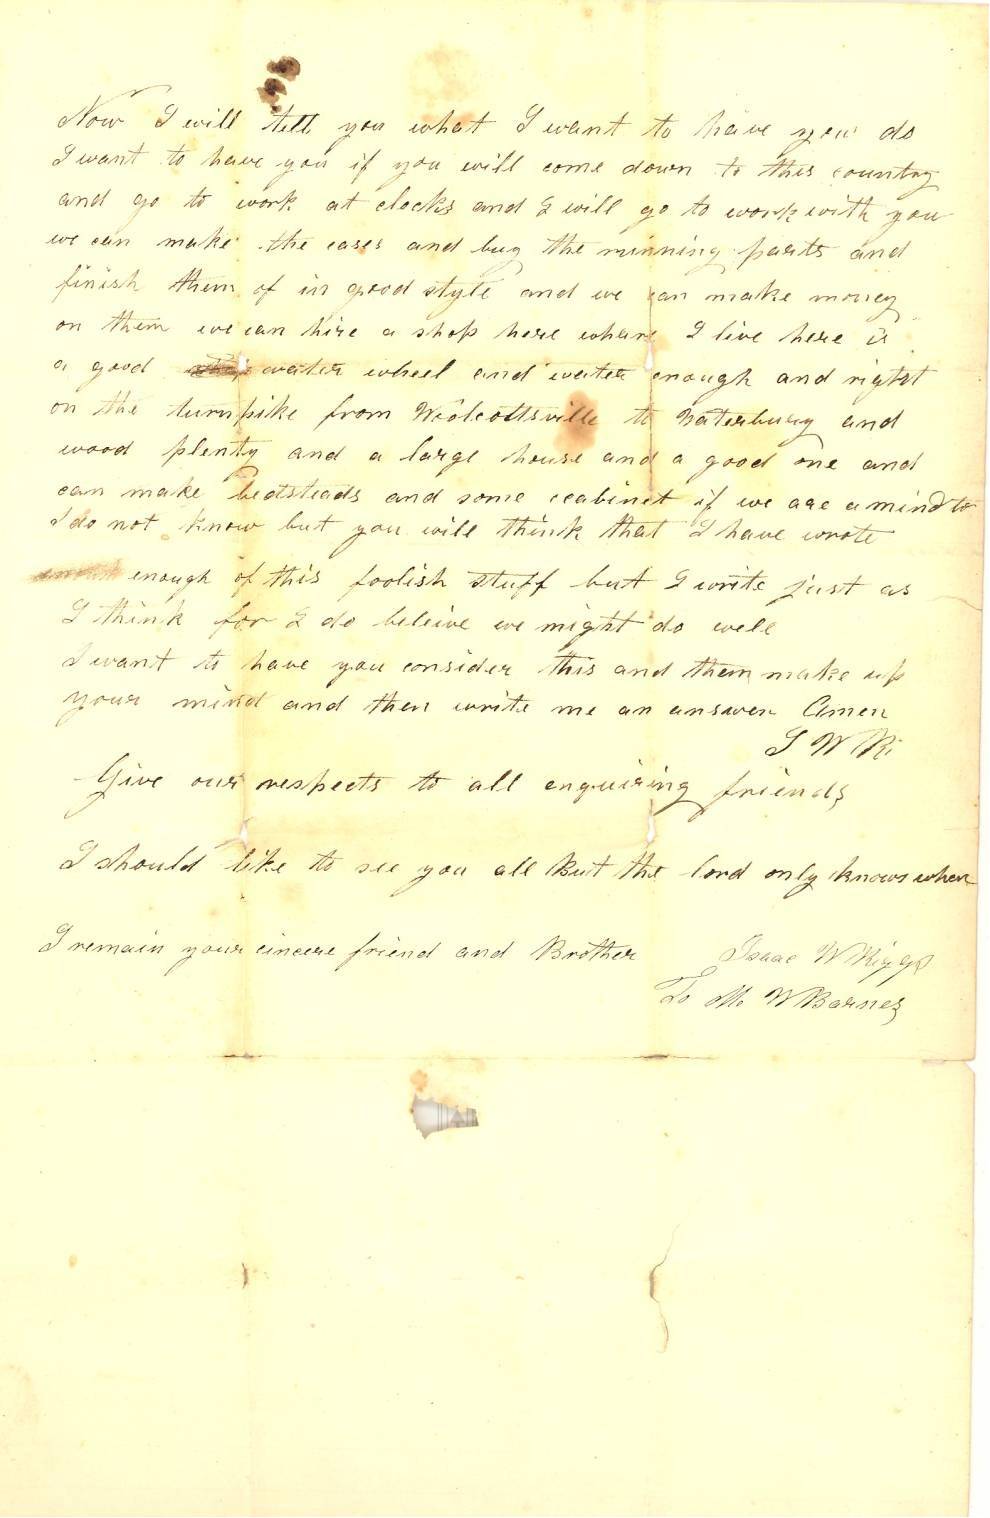 Now I will tell you what I want to have you do
I want to have you if you will come down to this country
and go to work at clocks and I will go to work with you
we can make the cases and buy the running parts and
finish them of in good style and we can make money
on them we can hire a shop here whare I live here is
a good water wheel and water enough and right
on the turnpike from Wolcottsville to Waterbury and
wood plenty and a large house and a good one and
can make bedsteads and some cabinet if we are a mind to
I do not know but you will think that I have wrote
enough of this foolish stuff but I write just as
I think for I do beleive we might do well
I want to have you consider this and them make up
your mind and then write me an answer Amen
I W Ri
Give our respects to all enquiring friends
I should like to see you all But the lord only knows when
I remain your sincere friend and Brother Isaac W Riggs
To W Barnes